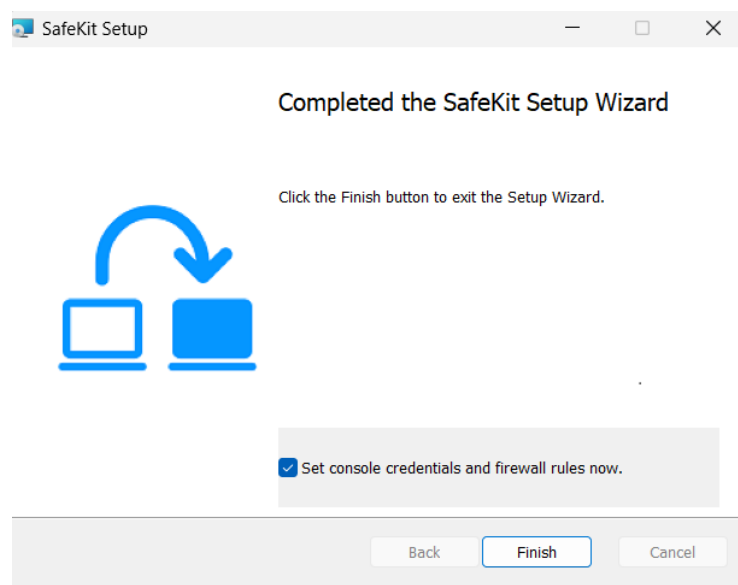 SafeKit Setup
Completed the SafeKit Setup Wizard
Click the Finish button to exit the Setup Wizard.
Set console credentials and firewall rules now.
Back Finish Cancel